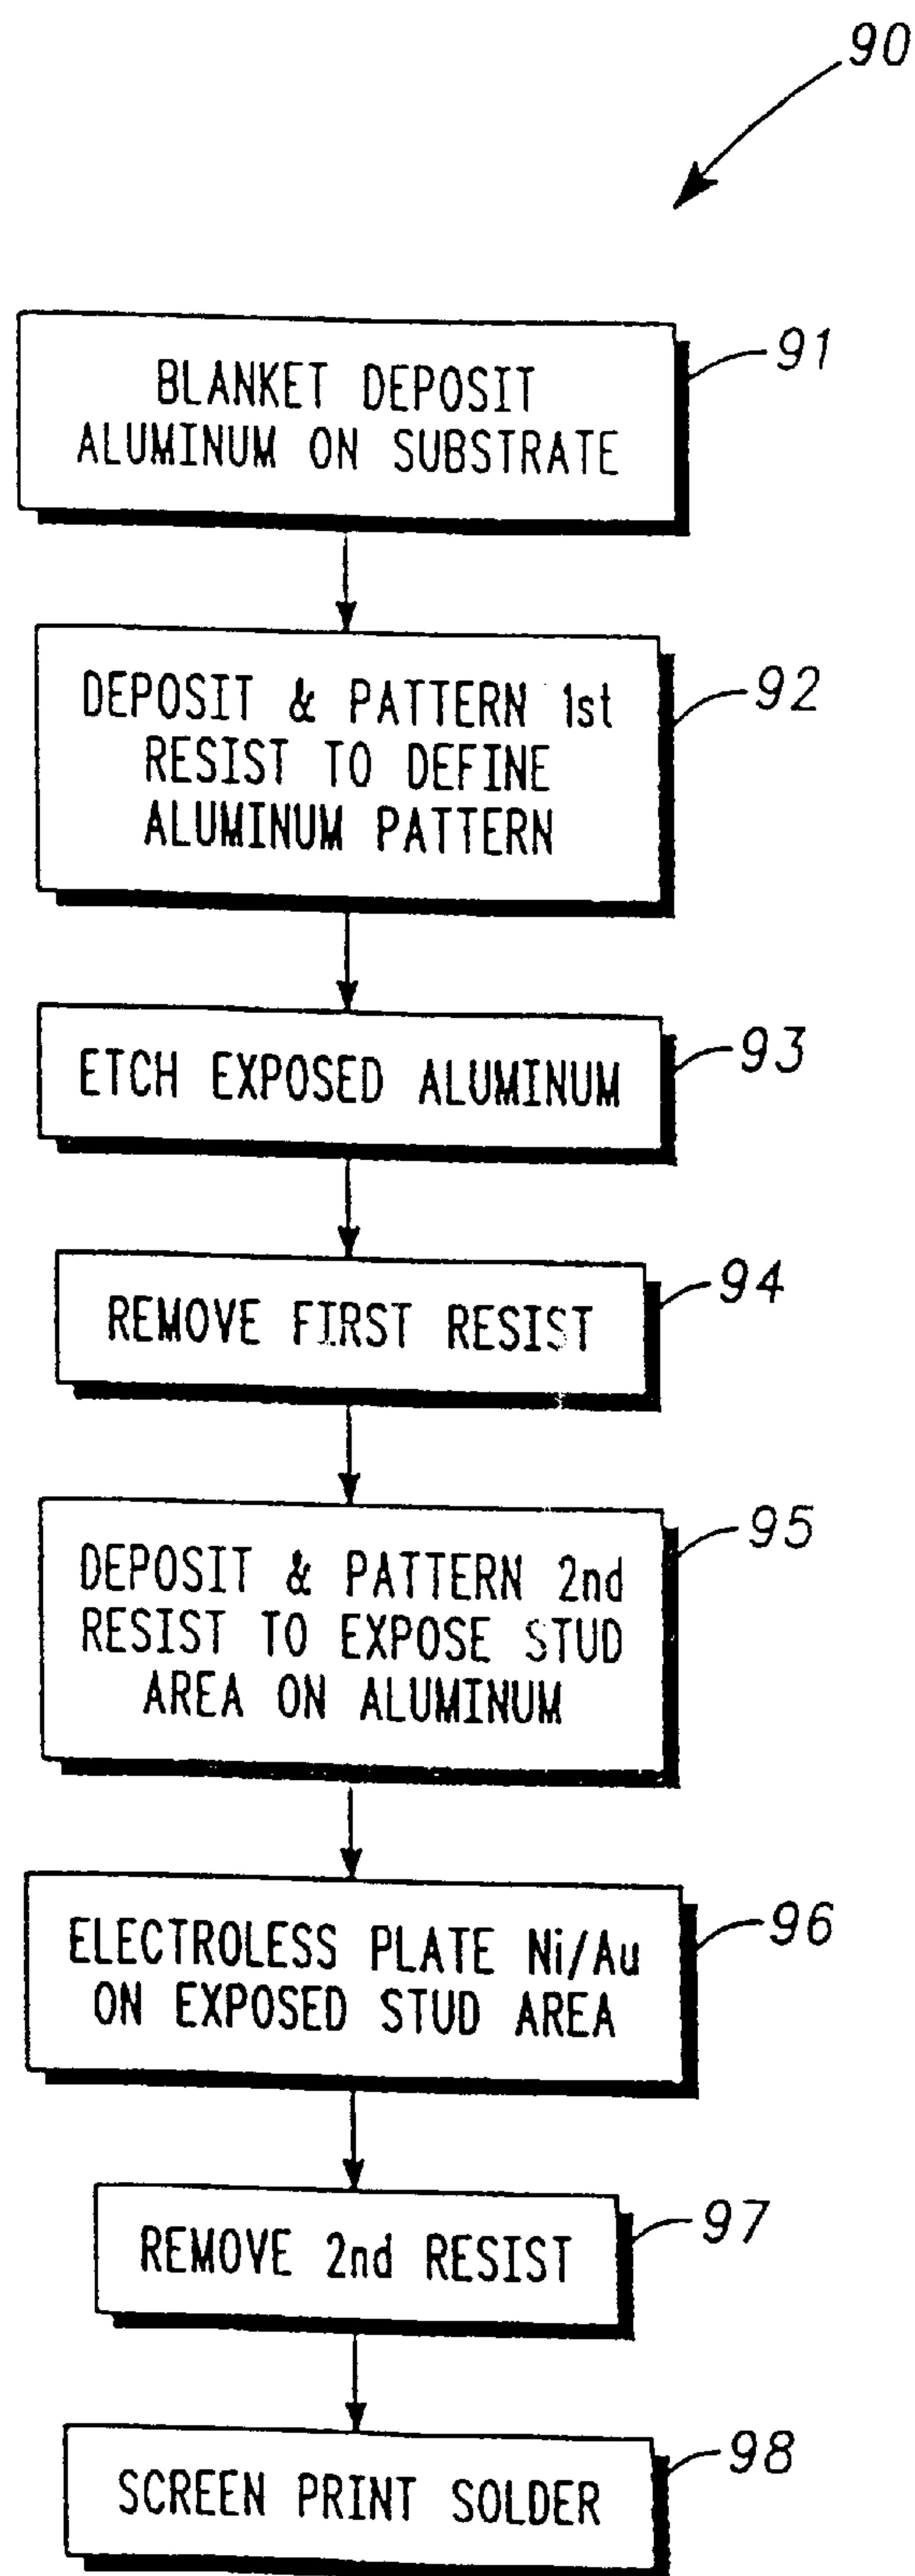 90
BLANKET DEPOSIT
ALUMINUM ON SUBSTRATE
91
DEPOSIT & PATTERN 1st
RESIST TO DEFINE
ALUMINUM PATTERN
92
ETCH EXPOSED ALUMINUM
93
REMOVE FIRST RESIST
94
DEPOSIT & PATTERN 2nd
RESIST TO EXPOSE STUD
AREA ON ALUMINUM
95
ELECTROLESS PLATE Ni/Au
ON EXPOSED STUD AREA
96
REMOVE 2nd RESIST
97
SCREEN PRINT SOLDER
98